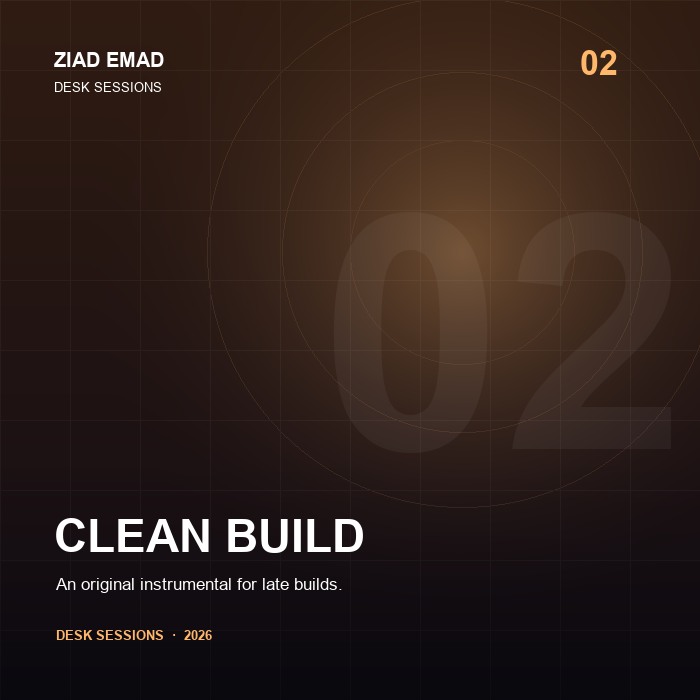 ZIAD EMAD
02
DESK SESSIONS
02
CLEAN BUILD
An original instrumental for late builds.
DESK SESSIONS · 2026